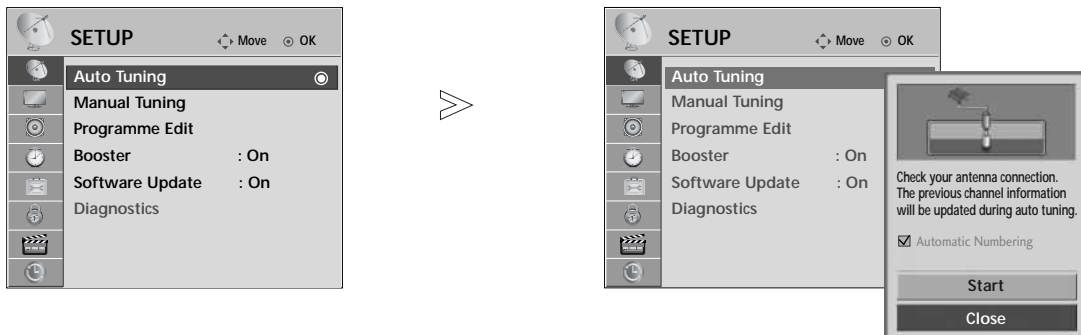 SETUP Move OK
Auto Tuning
Manual Tuning
Programme Edit
Booster : On
Software Update : On
Diagnostics
SETUP Move OK
Auto Tuning
Manual Tuning
Programme Edit
Booster : On
Software Update : On
Diagnostics
Check your antenna connection.
The previous channel information
will be updated during auto tuning.
Automatic Numbering
Start
Close